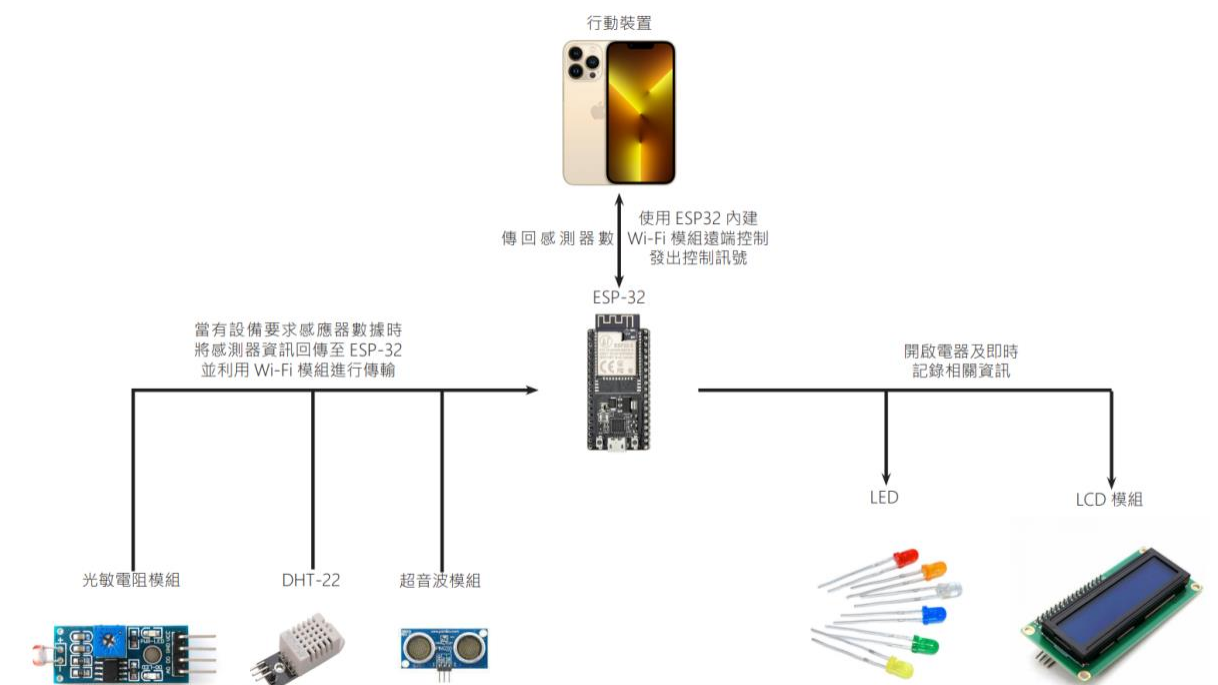 行動裝置
傳回感測器數
使用 ESP32 內建
Wi-Fi 模組遠端控制
發出控制訊號
ESP-32
當有設備要求感應器數據時
將感測器資訊回傳至 ESP-32
並利用 Wi-Fi 模組進行傳輸
開啟電器及即時
記錄相關資訊
LED
LCD 模組
光敏電阻模組
DHT-22
超音波模組